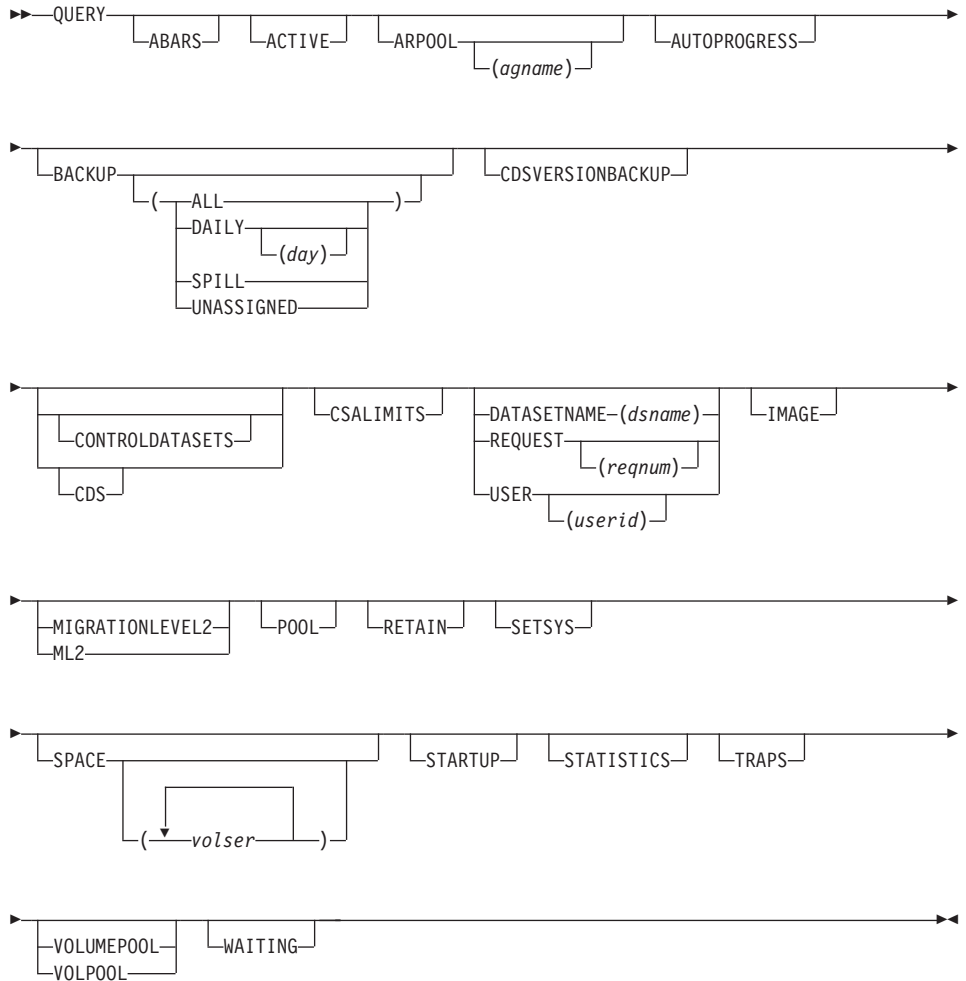 QUERY
ABARS ACTIVE ARPOOL AUTOPROGRESS
(agname)
BACKUP CDSVERSIONBACKUP
( ALL )
DAILY
(day)
SPILL
UNASSIGNED
CSALIMITS DATASETNAME (dsname) IMAGE
CONTROLDATASETS REQUEST
(reqnum)
CDS USER
(userid)
MIGRATIONLEVEL2 POOL RETAIN SETSYS
ML2
SPACE STARTUP STATISTICS TRAPS
( volser )
VOLUMEPOOL WAITING
VOLPOOL